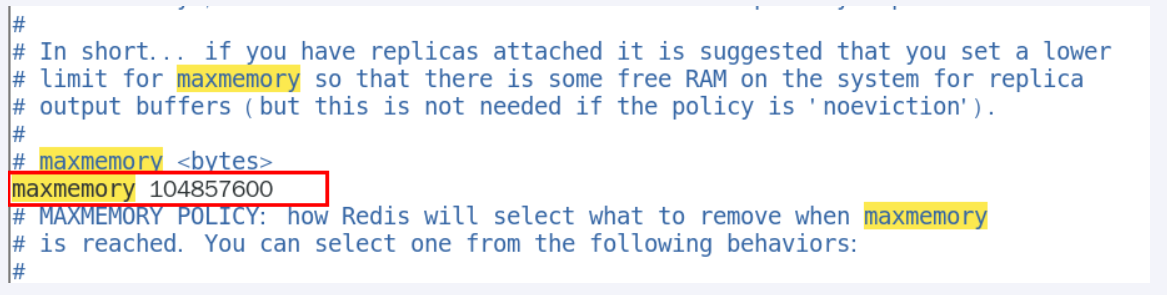 #
# In short... if you have replicas attached it is suggested that you set a lower
# limit for maxmemory so that there is some free RAM on the system for replica
# output buffers (but this is not needed if the policy is 'noeviction').
#
# maxmemory <bytes>
maxmemory 104857600
# MAXMEMORY POLICY: how Redis will select what to remove when maxmemory
# is reached. You can select one from the following behaviors:
#